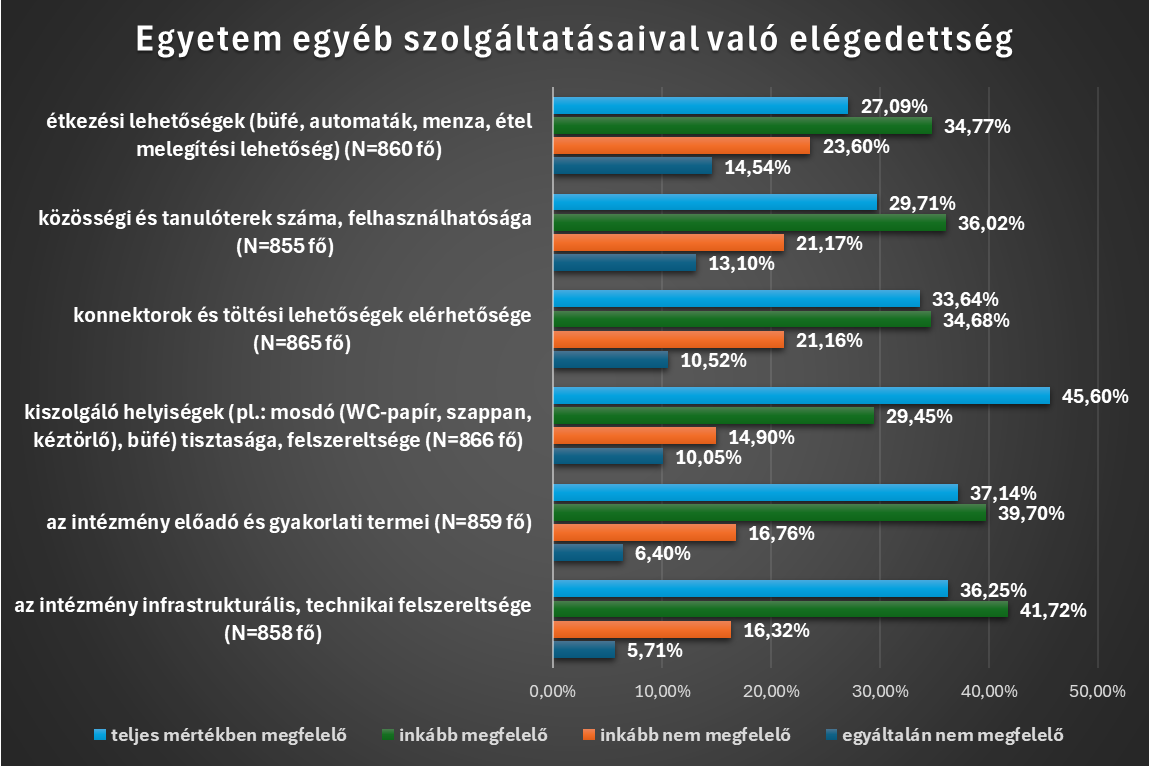 Egyetem egyéb szolgáltatásaival való elégedettség
étkezési lehetőségek (büfé, automaták, menza, étel
melegítési lehetőség) (N=860 fő)
27,09%
34,77%
23,60%
14,54%
közösségi és tanulóterek száma, felhasználhatósága
(N=855 fő)
29,71%
36,02%
21,17%
13,10%
konnektorok és töltési lehetőségek elérhetősége
(N=865 fő)
33,64%
34,68%
21,16%
10,52%
kiszolgáló helyiségek (pl.: mosdó (WC-papír, szappan,
kéztörlő), büfé) tisztasága, felszereltsége (N=866 fő)
45,60%
29,45%
14,90%
10,05%
az intézmény előadó és gyakorlati termei (N=859 fő)
37,14%
39,70%
16,76%
6,40%
az intézmény infrastrukturális, technikai felszereltsége
(N=858 fő)
36,25%
41,72%
16,32%
5,71%
0,00% 10,00% 20,00% 30,00% 40,00% 50,00%
teljes mértékben megfelelő inkább megfelelő inkább nem megfelelő egyáltalán nem megfelelő